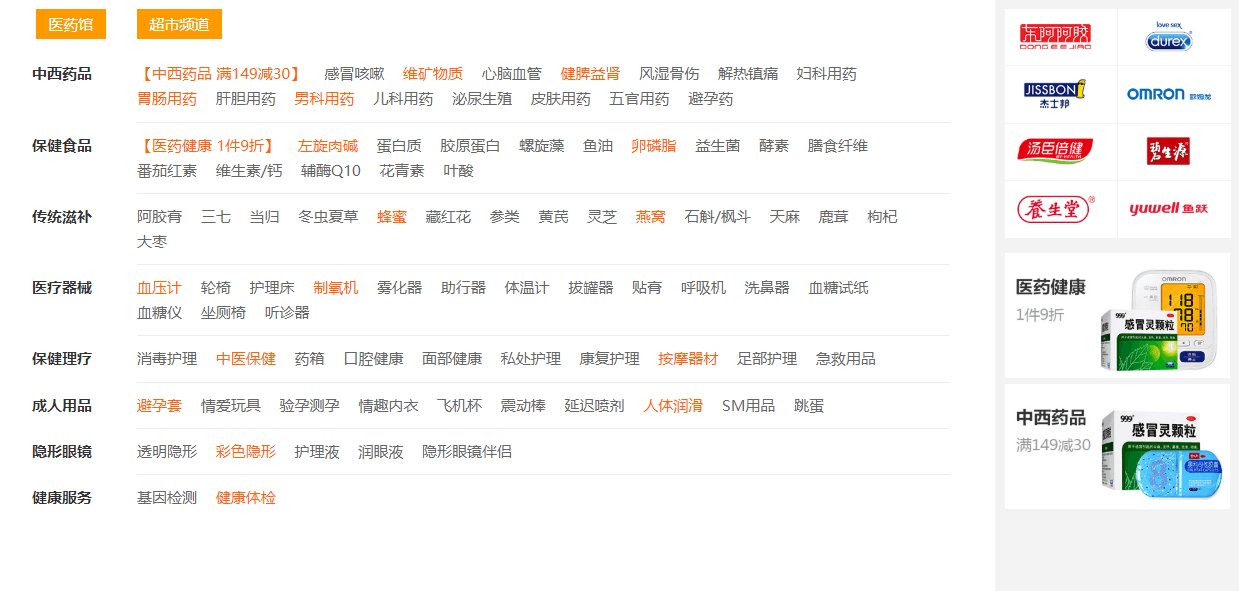 医药馆 超市频道
中西药品 【中西药品 满149减30】 感冒咳嗽 维矿物质 心脑血管 健脾益肾 风湿骨伤 解热镇痛 妇科用药
胃肠用药 肝胆用药 男科用药 儿科用药 泌尿生殖 皮肤用药 五官用药 避孕药
保健食品 【医药健康 1件9折】 左旋肉碱 蛋白质 胶原蛋白 螺旋藻 鱼油 卵磷脂 益生菌 酵素 膳食纤维
番茄红素 维生素/钙 辅酶Q10 花青素 叶酸
传统滋补 阿胶膏 三七 当归 冬虫夏草 蜂蜜 藏红花 参类 黄芪 灵芝 燕窝 石斛/枫斗 天麻 鹿茸 枸杞
大枣
医疗器械 血压计 轮椅 护理床 制氧机 雾化器 助行器 体温计 拔罐器 贴膏 呼吸机 洗鼻器 血糖试纸
血糖仪 坐厕椅 听诊器
保健理疗 消毒护理 中医保健 药箱 口腔健康 面部健康 私处护理 康复护理 按摩器材 足部护理 急救用品
成人用品 避孕套 情爱玩具 验孕测孕 情趣内衣 飞机杯 震动棒 延迟喷剂 人体润滑 SM用品 跳蛋
隐形眼镜 透明隐形 彩色隐形 护理液 润眼液 隐形眼镜伴侣
健康服务 基因检测 健康体检
东阿阿胶
DONG EE JIAO
love sex
durex
JISSBON
杰士邦
OMRON 欧姆龙
汤臣倍健
BY-HEALTH
碧生源
養生堂®
yuwell 鱼跃
医药健康
1件9折
OMRON
118
78
70
999
感冒灵颗粒
中西药品
满149减30
999
感冒灵颗粒